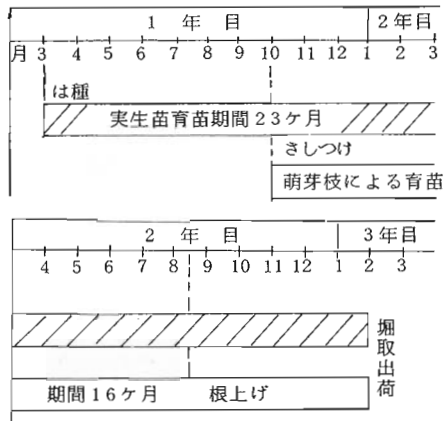 1年目 2年目
月 3 4 5 6 7 8 9 10 11 12 1 2 3
は種
実生苗育苗期間23ケ月
さしつけ
萌芽枝による育苗
2年目 3年目
4 5 6 7 8 9 10 11 12 1 2 3
堀取出荷
期間16ケ月 根上げ